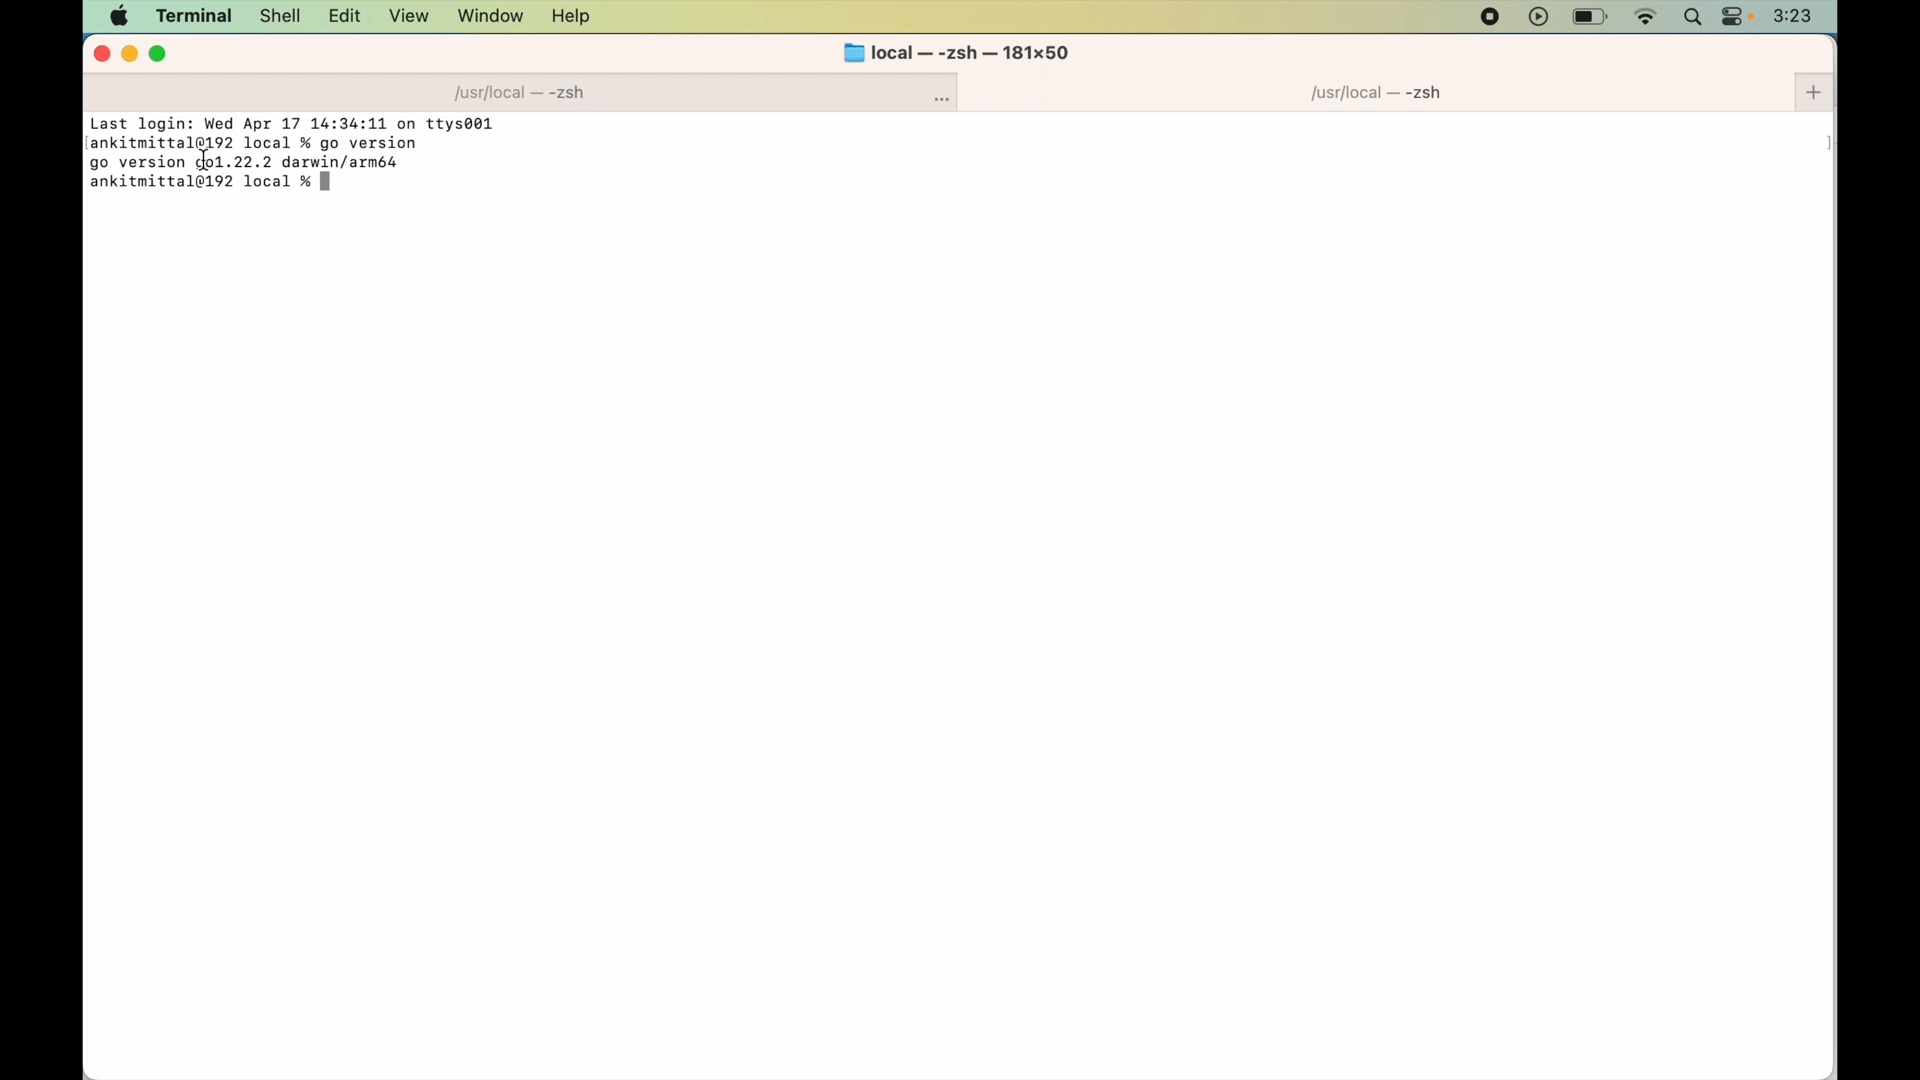 Terminal Shell Edit View Window Help 3:23
local — -zsh — 181×50
/usr/local — -zsh ... /usr/local — -zsh +
Last login: Wed Apr 17 14:34:11 on ttys001
[ankitmittal@192 local % go version ]
go version go1.22.2 darwin/arm64
ankitmittal@192 local %